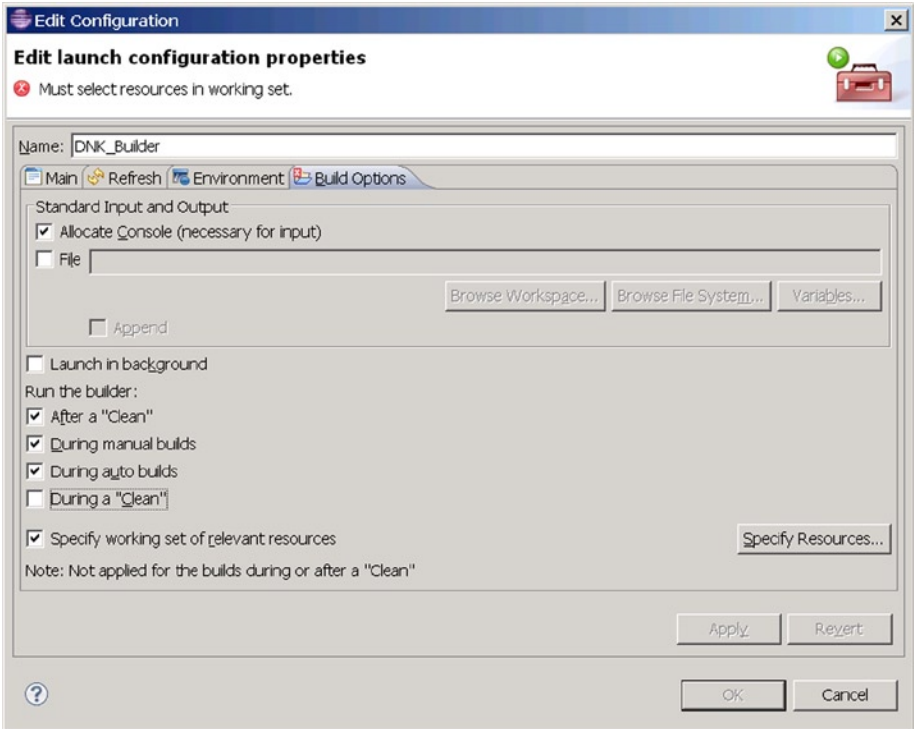 Edit Configuration
Edit launch configuration properties
Must select resources in working set.
Name: DNK_Builder
Main Refresh Environment Build Options
Standard Input and Output
Allocate Console (necessary for input)
File
Browse Workspace... Browse File System... Variables...
Append
Launch in background
Run the builder:
After a "Clean"
During manual builds
During auto builds
During a "Clean"
Specify working set of relevant resources Specify Resources...
Note: Not applied for the builds during or after a "Clean"
Apply Revert
? OK Cancel